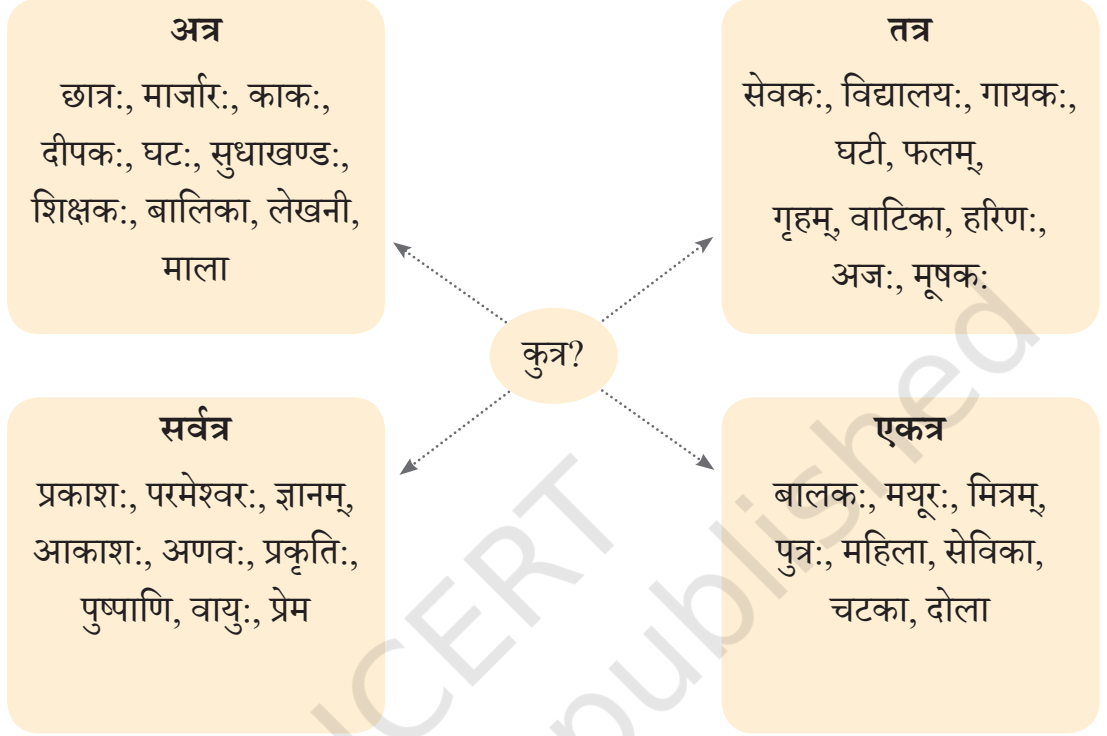 अत्र
छात्र:, मार्जार:, काक:,
दीपक:, घट:, सुधाखण्ड:,
शिक्षक:, बालिका, लेखनी,
माला
तत्र
सेवक:, विद्यालय:, गायक:,
घटी, फलम्,
गृहम्, वाटिका, हरिण:,
अज:, मूषक:
कुत्र?
सर्वत्र
प्रकाश:, परमेश्वर:, ज्ञानम्,
आकाश:, अणव:, प्रकृति:,
पुष्पाणि, वायु:, प्रेम
एकत्र
बालक:, मयूर:, मित्रम्,
पुत्र:, महिला, सेविका,
चटका, दोला
NCERT
published